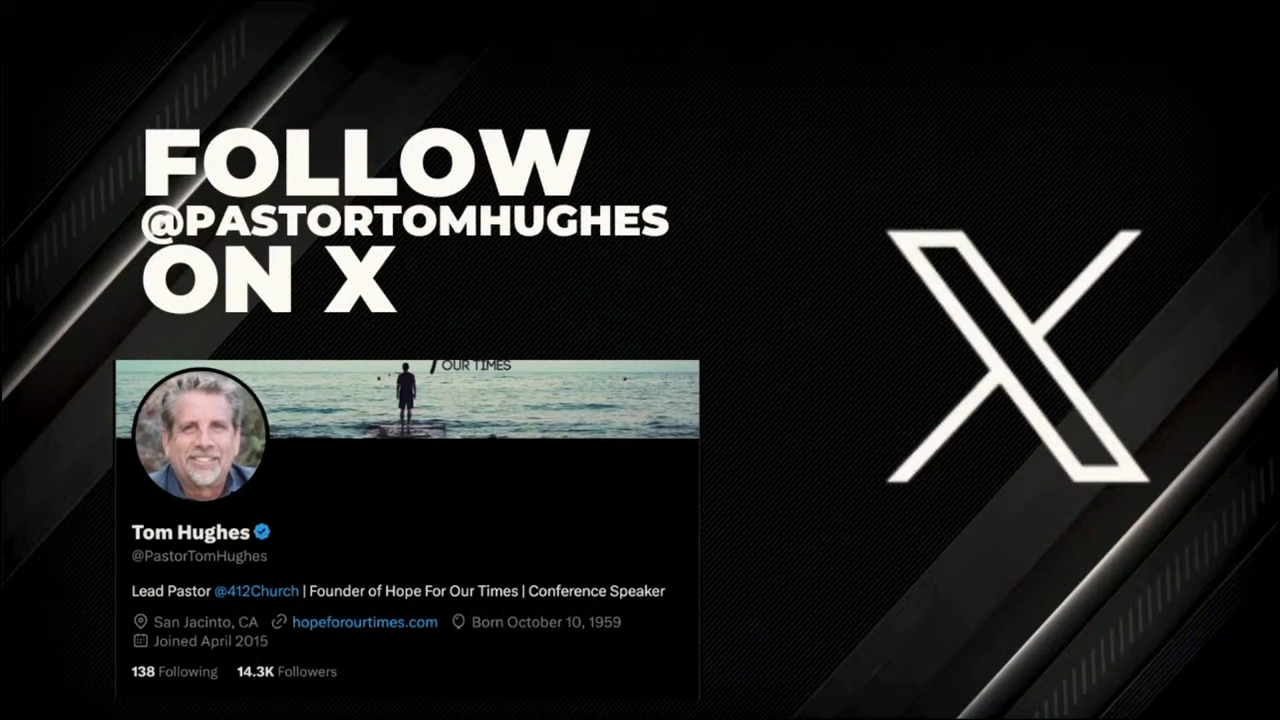 FOLLOW
@PASTORTOMHUGHES
ON X
OUR TIMES
Tom Hughes
@PastorTomHughes
Lead Pastor @412Church | Founder of Hope For Our Times | Conference Speaker
San Jacinto, CA hopeforourtimes.com Born October 10, 1959
Joined April 2015
138 Following 14.3K Followers